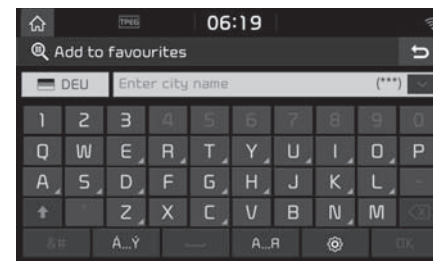 TPEG 06:19
Add to favourites
DEU Enter city name (***)
1 2 3 4 5 6 7 8 9 0
Q W E R T Y U I O P
A S D F G H J K L -
' Z X C V B N M
&# Á...Ý A...Я OK